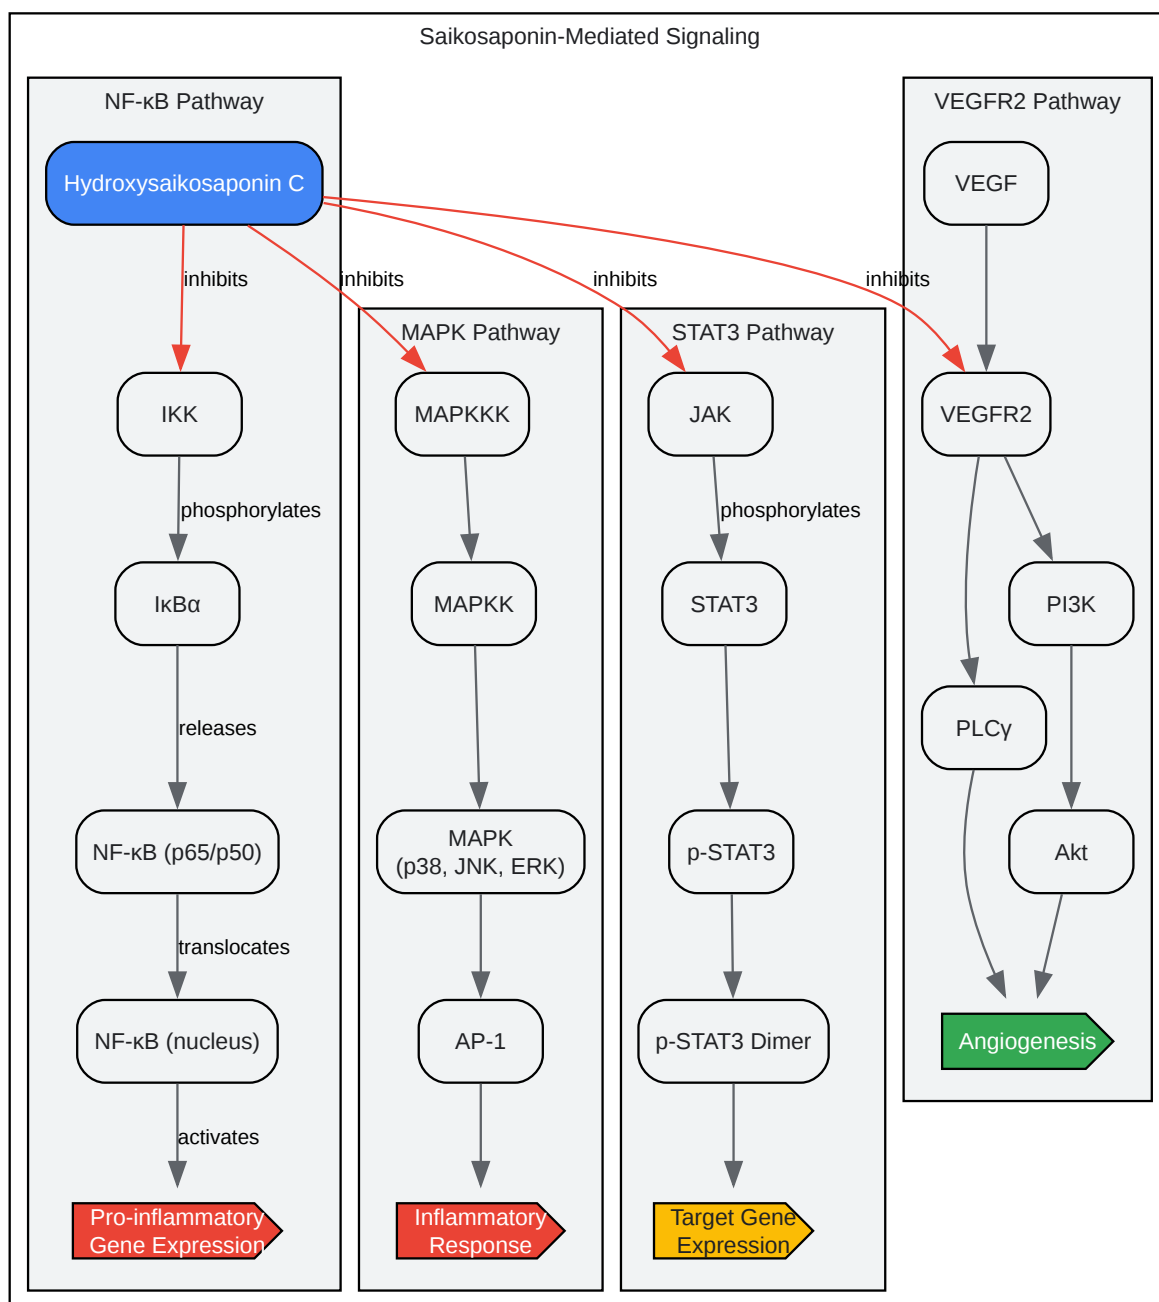 Saikosaponin-Mediated Signaling
NF-κB Pathway
Hydroxysaikosaponin C
inhibits
IKK
phosphorylates
IκBα
releases
NF-κB (p65/p50)
translocates
NF-κB (nucleus)
activates
Pro-inflammatory
Gene Expression
inhibits
MAPK Pathway
MAPKKK
MAPKK
MAPK
(p38, JNK, ERK)
AP-1
Inflammatory
Response
inhibits
STAT3 Pathway
JAK
phosphorylates
STAT3
p-STAT3
p-STAT3 Dimer
Target Gene
Expression
VEGFR2 Pathway
VEGF
inhibits
VEGFR2
PI3K
PLCγ
Akt
Angiogenesis